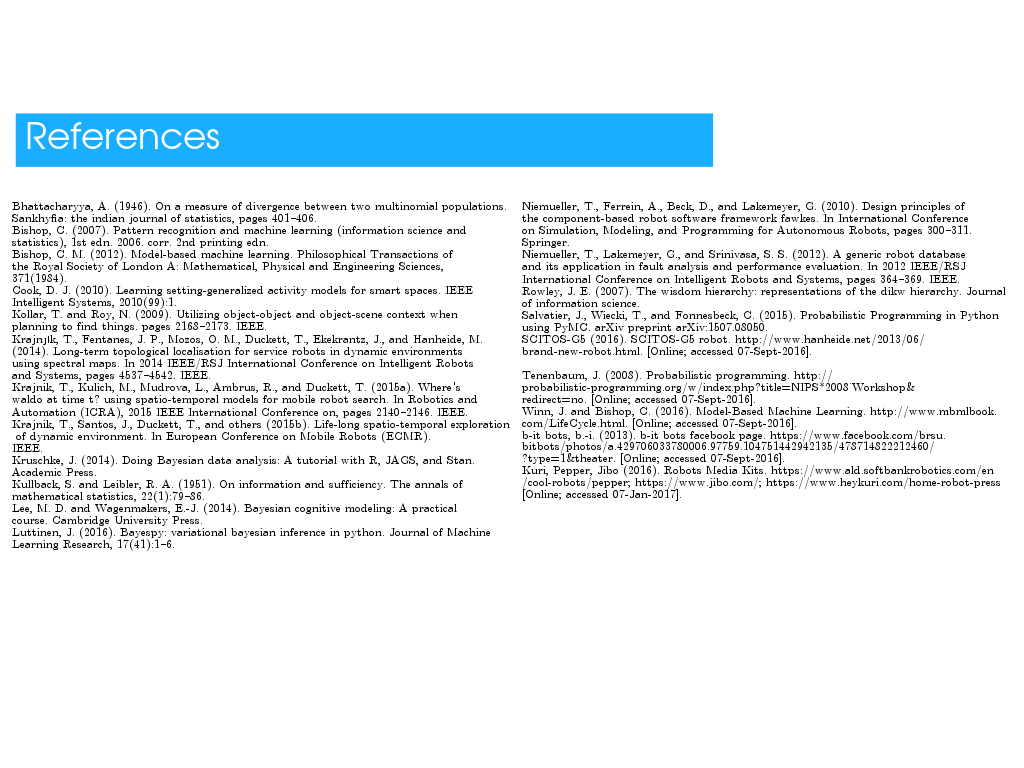 References
Bhattacharyya, A. (1946). On a measure of divergence between two multinomial populations.
Sankhyfia: the indian journal of statistics, pages 401–406.
Bishop, C. (2007). Pattern recognition and machine learning (information science and
statistics), 1st edn. 2006. corr. 2nd printing edn.
Bishop, C. M. (2012). Model-based machine learning. Philosophical Transactions of
the Royal Society of London A: Mathematical, Physical and Engineering Sciences,
371(1984).
Cook, D. J. (2010). Learning setting-generalized activity models for smart spaces. IEEE
Intelligent Systems, 2010(99):1.
Kollar, T. and Roy, N. (2009). Utilizing object-object and object-scene context when
planning to find things. pages 2168–2173. IEEE.
Krajnjlk, T., Fentanes, J. P., Mozos, O. M., Duckett, T., Ekekrantz, J., and Hanheide, M.
(2014). Long-term topological localisation for service robots in dynamic environments
using spectral maps. In 2014 IEEE/RSJ International Conference on Intelligent Robots
and Systems, pages 4537–4542. IEEE.
Krajnik, T., Kulich, M., Mudrova, L., Ambrus, R., and Duckett, T. (2015a). Where's
waldo at time t? using spatio-temporal models for mobile robot search. In Robotics and
Automation (ICRA), 2015 IEEE International Conference on, pages 2140–2146. IEEE.
Krajnik, T., Santos, J., Duckett, T., and others (2015b). Life-long spatio-temporal exploration
of dynamic environment. In European Conference on Mobile Robots (ECMR).
IEEE.
Kruschke, J. (2014). Doing Bayesian data analysis: A tutorial with R, JAGS, and Stan.
Academic Press.
Kullback, S. and Leibler, R. A. (1951). On information and sufficiency. The annals of
mathematical statistics, 22(1):79–86.
Lee, M. D. and Wagenmakers, E.-J. (2014). Bayesian cognitive modeling: A practical
course. Cambridge University Press.
Luttinen, J. (2016). Bayespy: variational bayesian inference in python. Journal of Machine
Learning Research, 17(41):1–6.
Niemueller, T., Ferrein, A., Beck, D., and Lakemeyer, G. (2010). Design principles of
the component-based robot software framework fawkes. In International Conference
on Simulation, Modeling, and Programming for Autonomous Robots, pages 300–311.
Springer.
Niemueller, T., Lakemeyer, G., and Srinivasa, S. S. (2012). A generic robot database
and its application in fault analysis and performance evaluation. In 2012 IEEE/RSJ
International Conference on Intelligent Robots and Systems, pages 364–369. IEEE.
Rowley, J. E. (2007). The wisdom hierarchy: representations of the dikw hierarchy. Journal
of information science.
Salvatier, J., Wiecki, T., and Fonnesbeck, C. (2015). Probabilistic Programming in Python
using PyMC. arXiv preprint arXiv:1507.08050.
SCITOS-G5 (2016). SCITOS-G5 robot. http://www.hanheide.net/2013/06/
brand-new-robot.html. [Online; accessed 07-Sept-2016].
Tenenbaum, J. (2008). Probabilistic programming. http://
probabilistic-programming.org/w/index.php?title=NIPS*2008 Workshop&
redirect=no. [Online; accessed 07-Sept-2016].
Winn, J. and Bishop, C. (2016). Model-Based Machine Learning. http://www.mbmlbook.
com/LifeCycle.html. [Online; accessed 07-Sept-2016].
b-it bots, b.-i. (2013). b-it bots facebook page. https://www.facebook.com/brsu.
bitbots/photos/a.429706033780006.97759.104751442942135/478714822212460/
?type=1&theater. [Online; accessed 07-Sept-2016].
Kuri, Pepper, Jibo (2016). Robots Media Kits. https://www.ald.softbankrobotics.com/en
/cool-robots/pepper; https://www.jibo.com/; https://www.heykuri.com/home-robot-press
[Online; accessed 07-Jan-2017].